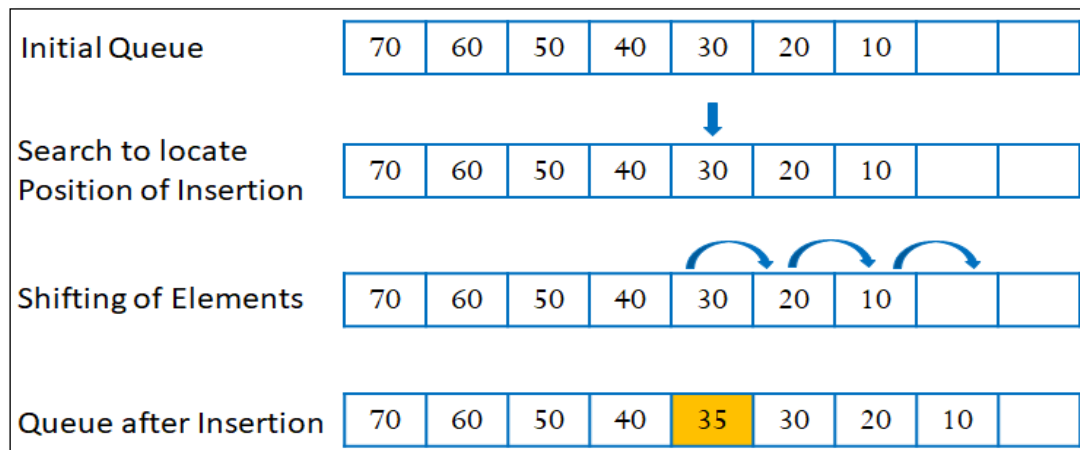 Initial Queue 70 60 50 40 30 20 10
Search to locate
Position of Insertion 70 60 50 40 30 20 10
Shifting of Elements 70 60 50 40 30 20 10
Queue after Insertion 70 60 50 40 35 30 20 10